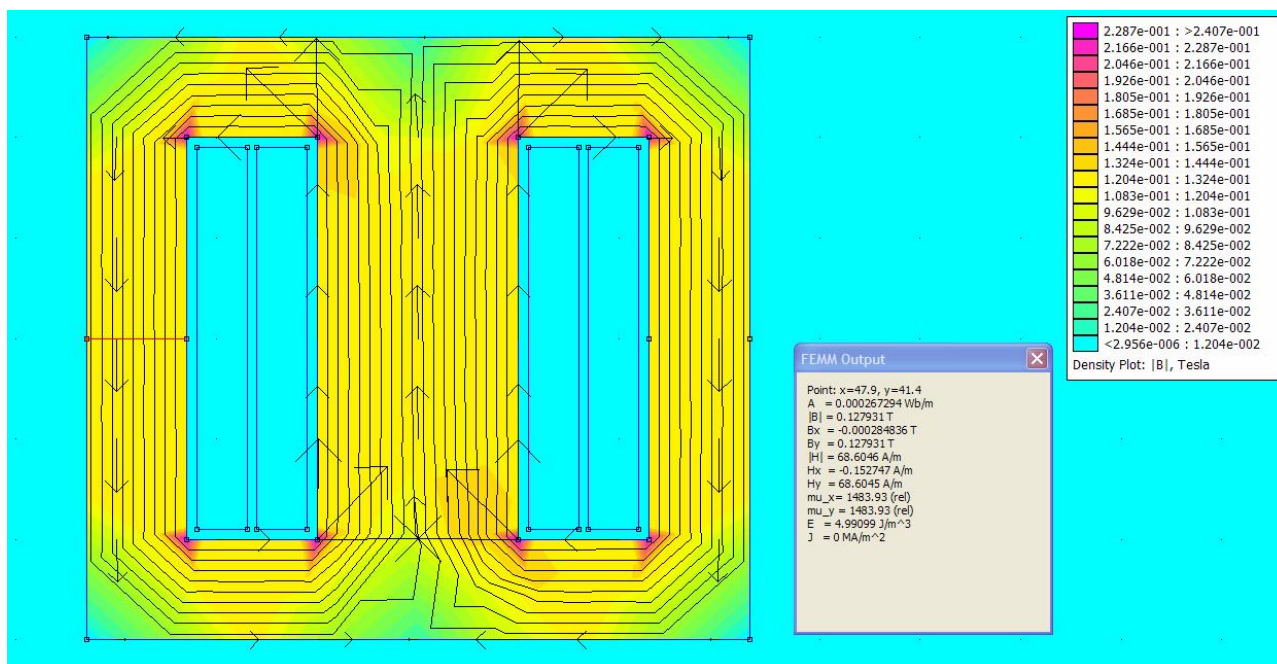 2.287e-001 : >2.407e-001
2.166e-001 : 2.287e-001
2.046e-001 : 2.166e-001
1.926e-001 : 2.046e-001
1.805e-001 : 1.926e-001
1.685e-001 : 1.805e-001
1.565e-001 : 1.685e-001
1.444e-001 : 1.565e-001
1.324e-001 : 1.444e-001
1.204e-001 : 1.324e-001
1.083e-001 : 1.204e-001
9.629e-002 : 1.083e-001
8.425e-002 : 9.629e-002
7.222e-002 : 8.425e-002
6.018e-002 : 7.222e-002
4.814e-002 : 6.018e-002
3.611e-002 : 4.814e-002
2.407e-002 : 3.611e-002
1.204e-002 : 2.407e-002
<2.956e-006 : 1.204e-002
Density Plot: |B|, Tesla
FEMM Output
Point: x=47.9, y=41.4
A = 0.000267294 Wb/m
|B| = 0.127931 T
Bx = -0.000284836 T
By = 0.127931 T
|H| = 68.6046 A/m
Hx = -0.152747 A/m
Hy = 68.6045 A/m
mu_x= 1483.93 (rel)
mu_y= 1483.93 (rel)
E = 4.99099 J/m^3
J = 0 MA/m^2